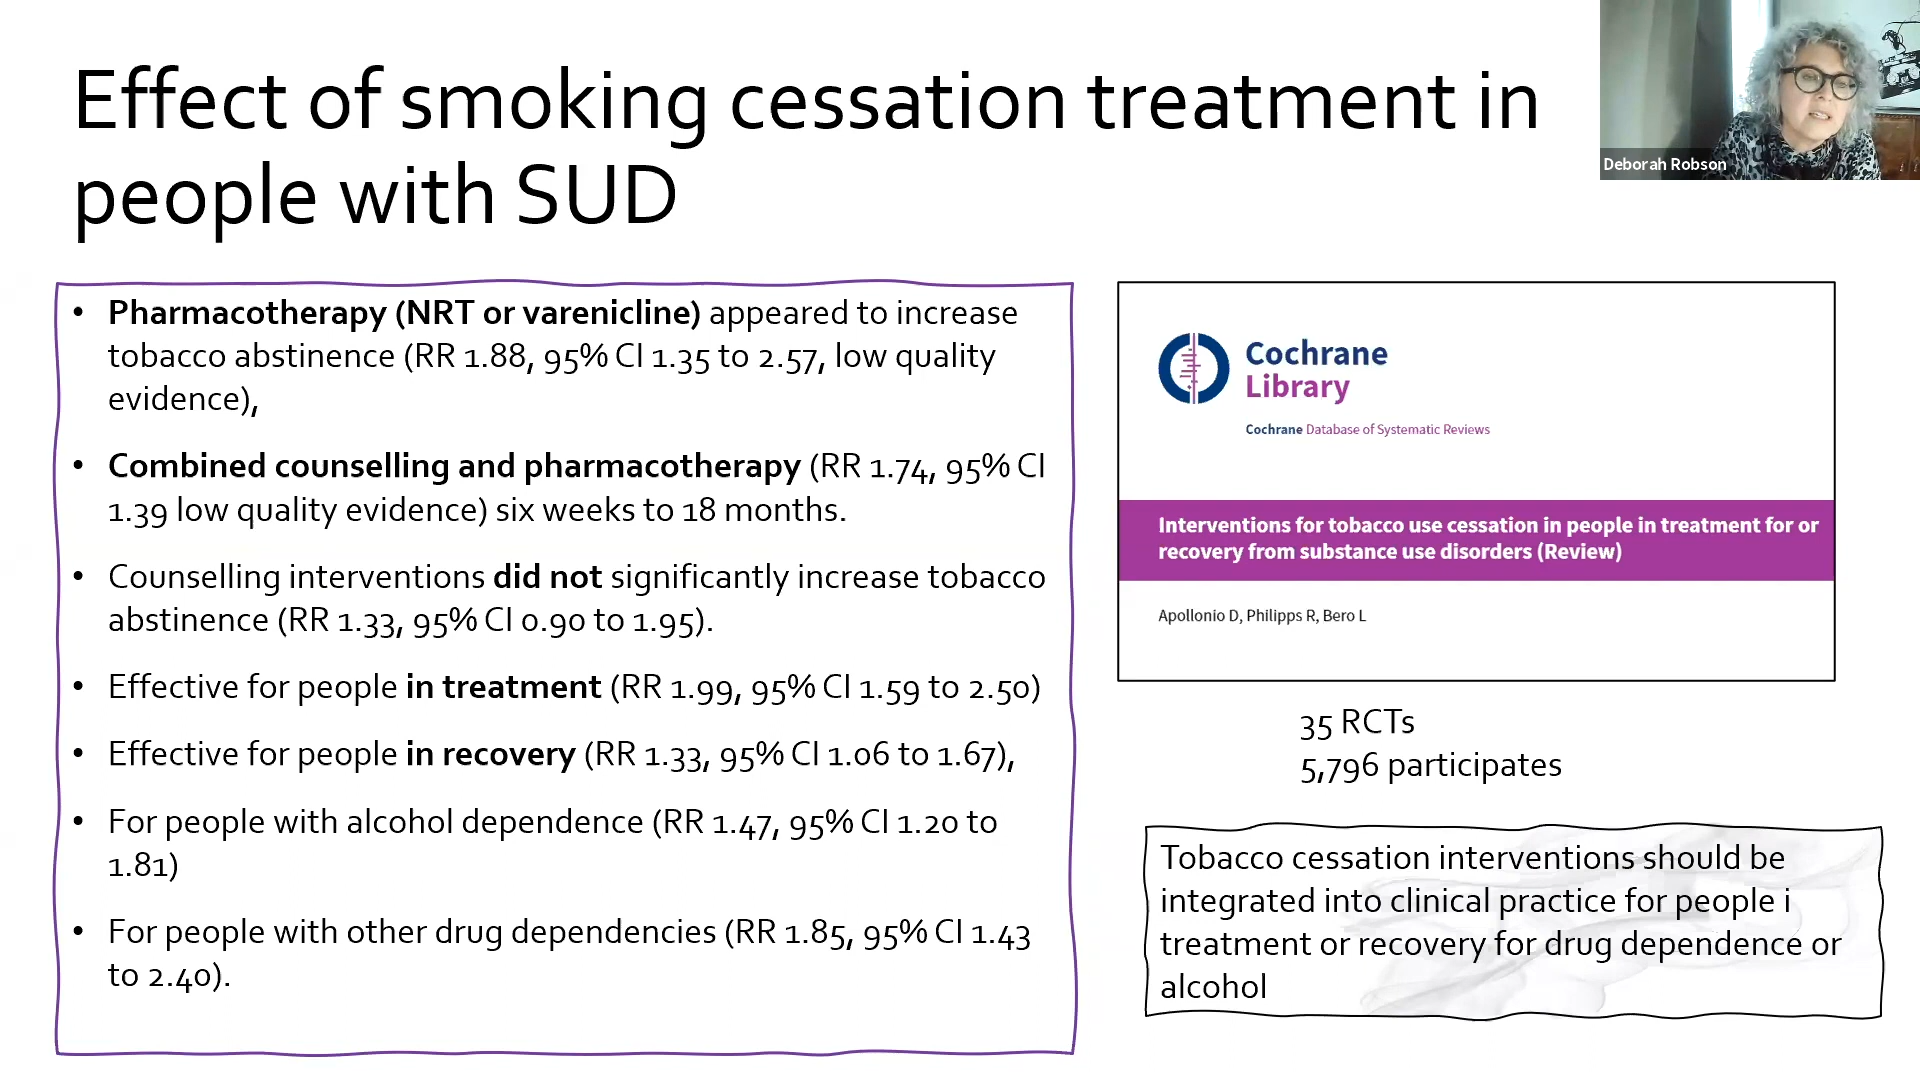 Effect of smoking cessation treatment in
people with SUD
Deborah Robson
• Pharmacotherapy (NRT or varenicline) appeared to increase
tobacco abstinence (RR 1.88, 95% CI 1.35 to 2.57, low quality
evidence),
• Combined counselling and pharmacotherapy (RR 1.74, 95% CI
1.39 low quality evidence) six weeks to 18 months.
• Counselling interventions did not significantly increase tobacco
abstinence (RR 1.33, 95% CI 0.90 to 1.95).
• Effective for people in treatment (RR 1.99, 95% CI 1.59 to 2.50)
• Effective for people in recovery (RR 1.33, 95% CI 1.06 to 1.67),
• For people with alcohol dependence (RR 1.47, 95% CI 1.20 to
1.81)
• For people with other drug dependencies (RR 1.85, 95% CI 1.43
to 2.40).
Cochrane
Library
Cochrane Database of Systematic Reviews
Interventions for tobacco use cessation in people in treatment for or
recovery from substance use disorders (Review)
Apollonio D, Philipps R, Bero L
35 RCTs
5,796 participates
Tobacco cessation interventions should be
integrated into clinical practice for people i
treatment or recovery for drug dependence or
alcohol